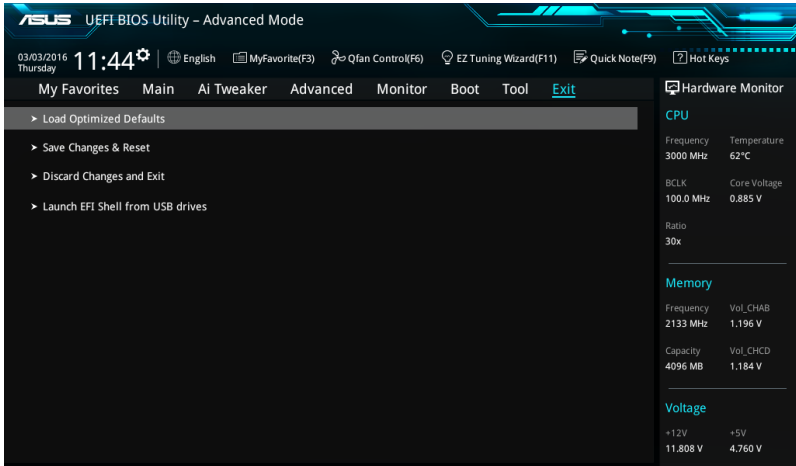 ASUS UEFI BIOS Utility – Advanced Mode
03/03/2016
Thursday
11:44
English
MyFavorite(F3)
Qfan Control(F6)
EZ Tuning Wizard(F11)
Quick Note(F9)
? Hot Keys
My Favorites Main Ai Tweaker Advanced Monitor Boot Tool Exit
> Load Optimized Defaults
> Save Changes & Reset
> Discard Changes and Exit
> Launch EFI Shell from USB drives
Hardware Monitor
CPU
Frequency Temperature
3000 MHz 62°C
BCLK Core Voltage
100.0 MHz 0.885 V
Ratio
30x
Memory
Frequency Vol_CHAB
2133 MHz 1.196 V
Capacity Vol_CHCD
4096 MB 1.184 V
Voltage
+12V +5V
11.808 V 4.760 V